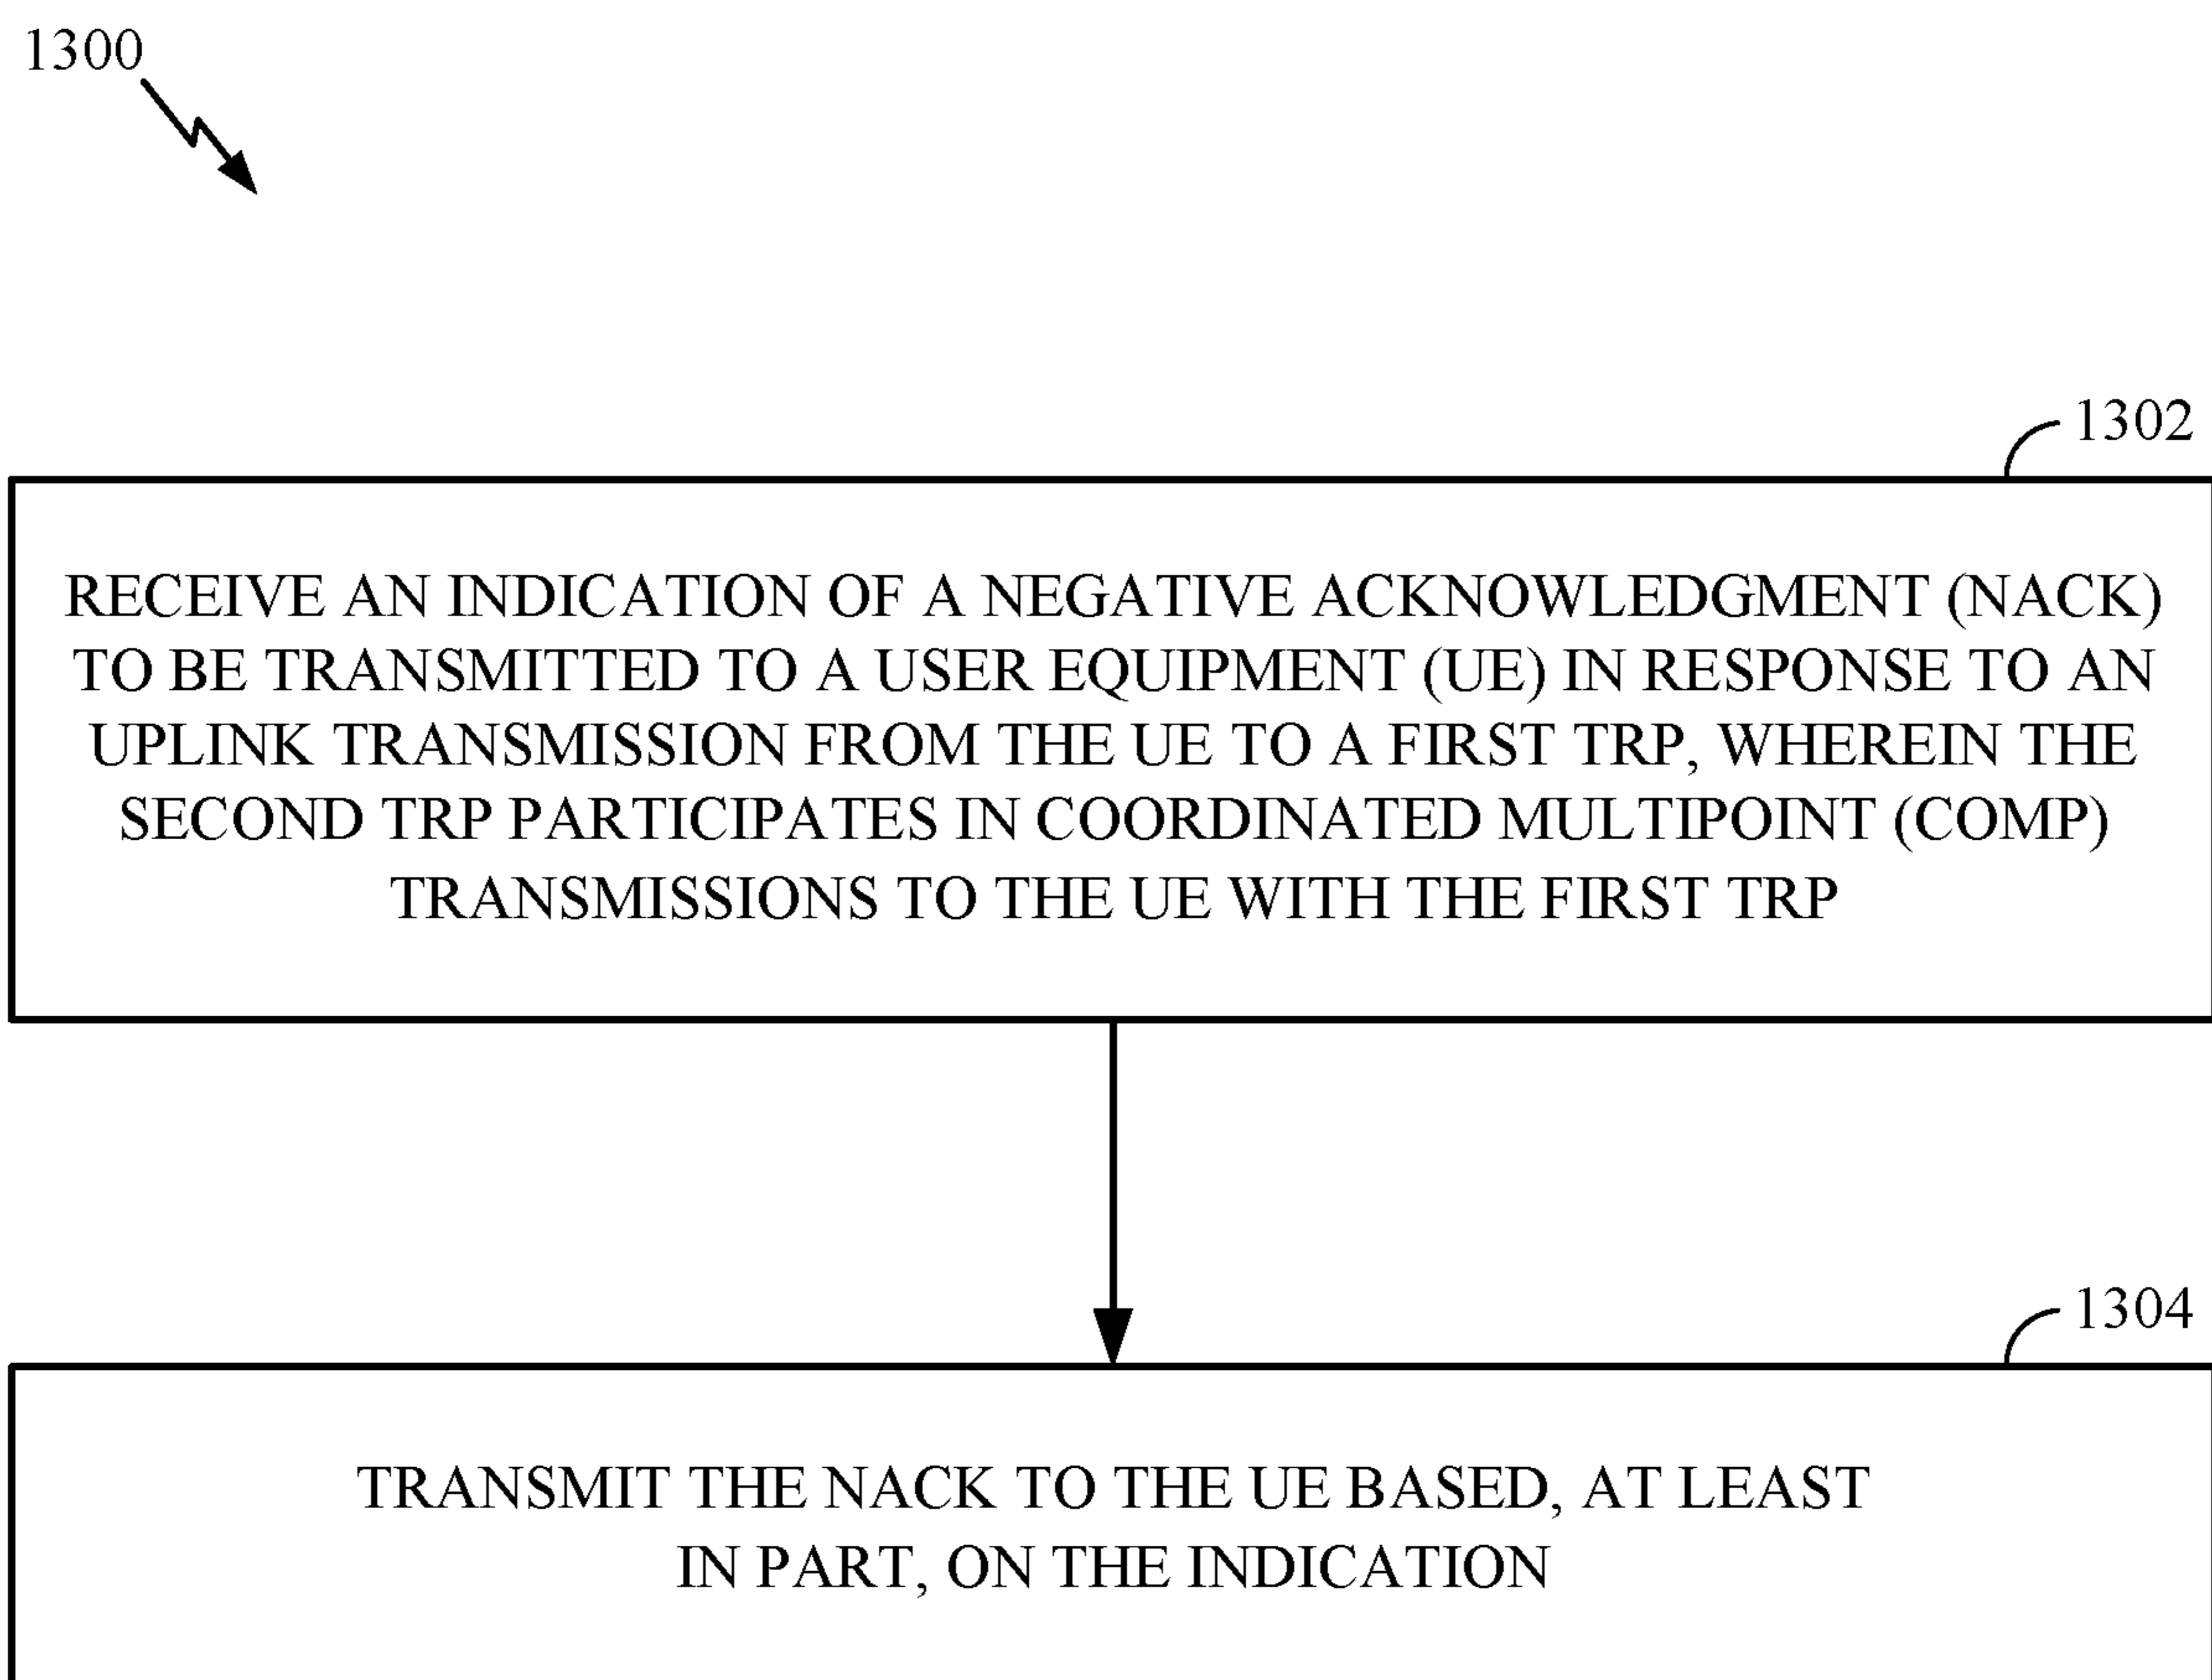 1300
1302
RECEIVE AN INDICATION OF A NEGATIVE ACKNOWLEDGMENT (NACK)
TO BE TRANSMITTED TO A USER EQUIPMENT (UE) IN RESPONSE TO AN
UPLINK TRANSMISSION FROM THE UE TO A FIRST TRP, WHEREIN THE
SECOND TRP PARTICIPATES IN COORDINATED MULTIPOINT (COMP)
TRANSMISSIONS TO THE UE WITH THE FIRST TRP
1304
TRANSMIT THE NACK TO THE UE BASED, AT LEAST
IN PART, ON THE INDICATION